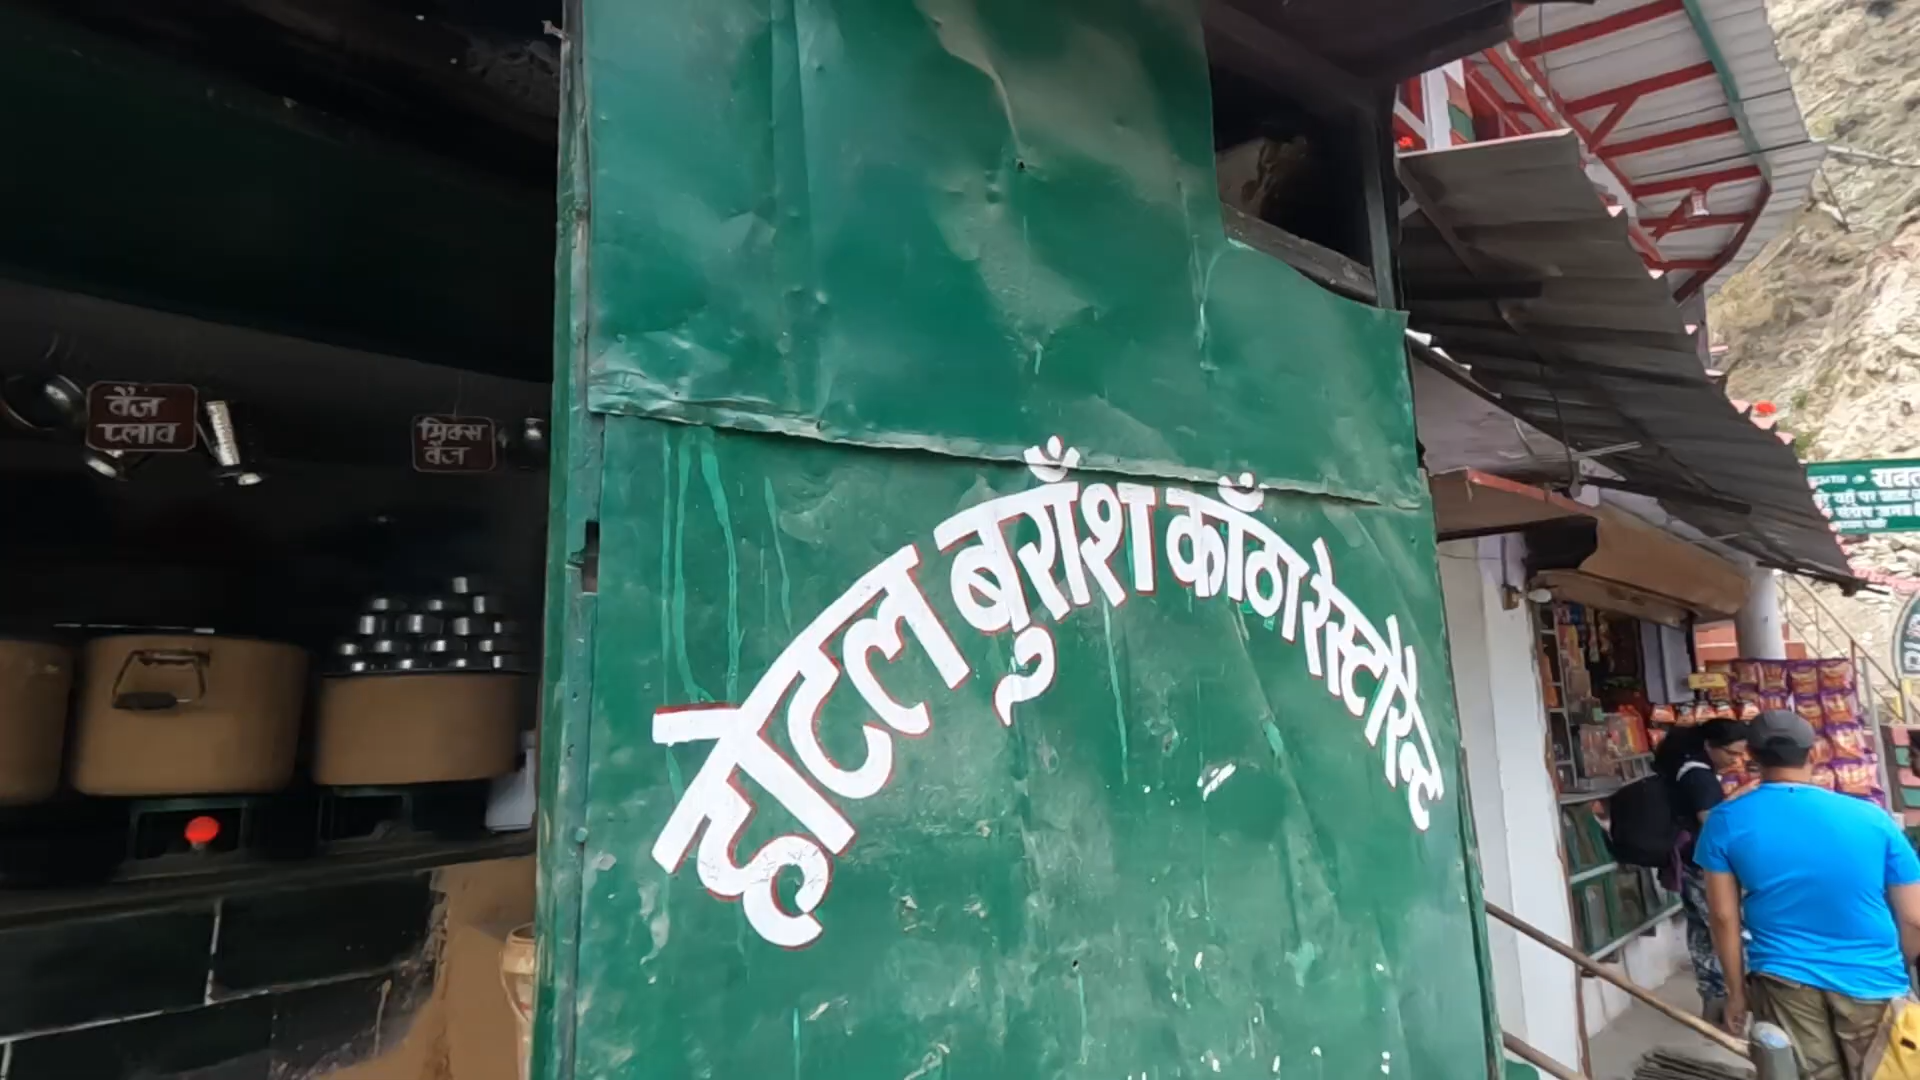 वैज
प्लाव
मिक्स
वैज
होटल बुराँश काँठा रेस्टोरैन्ट